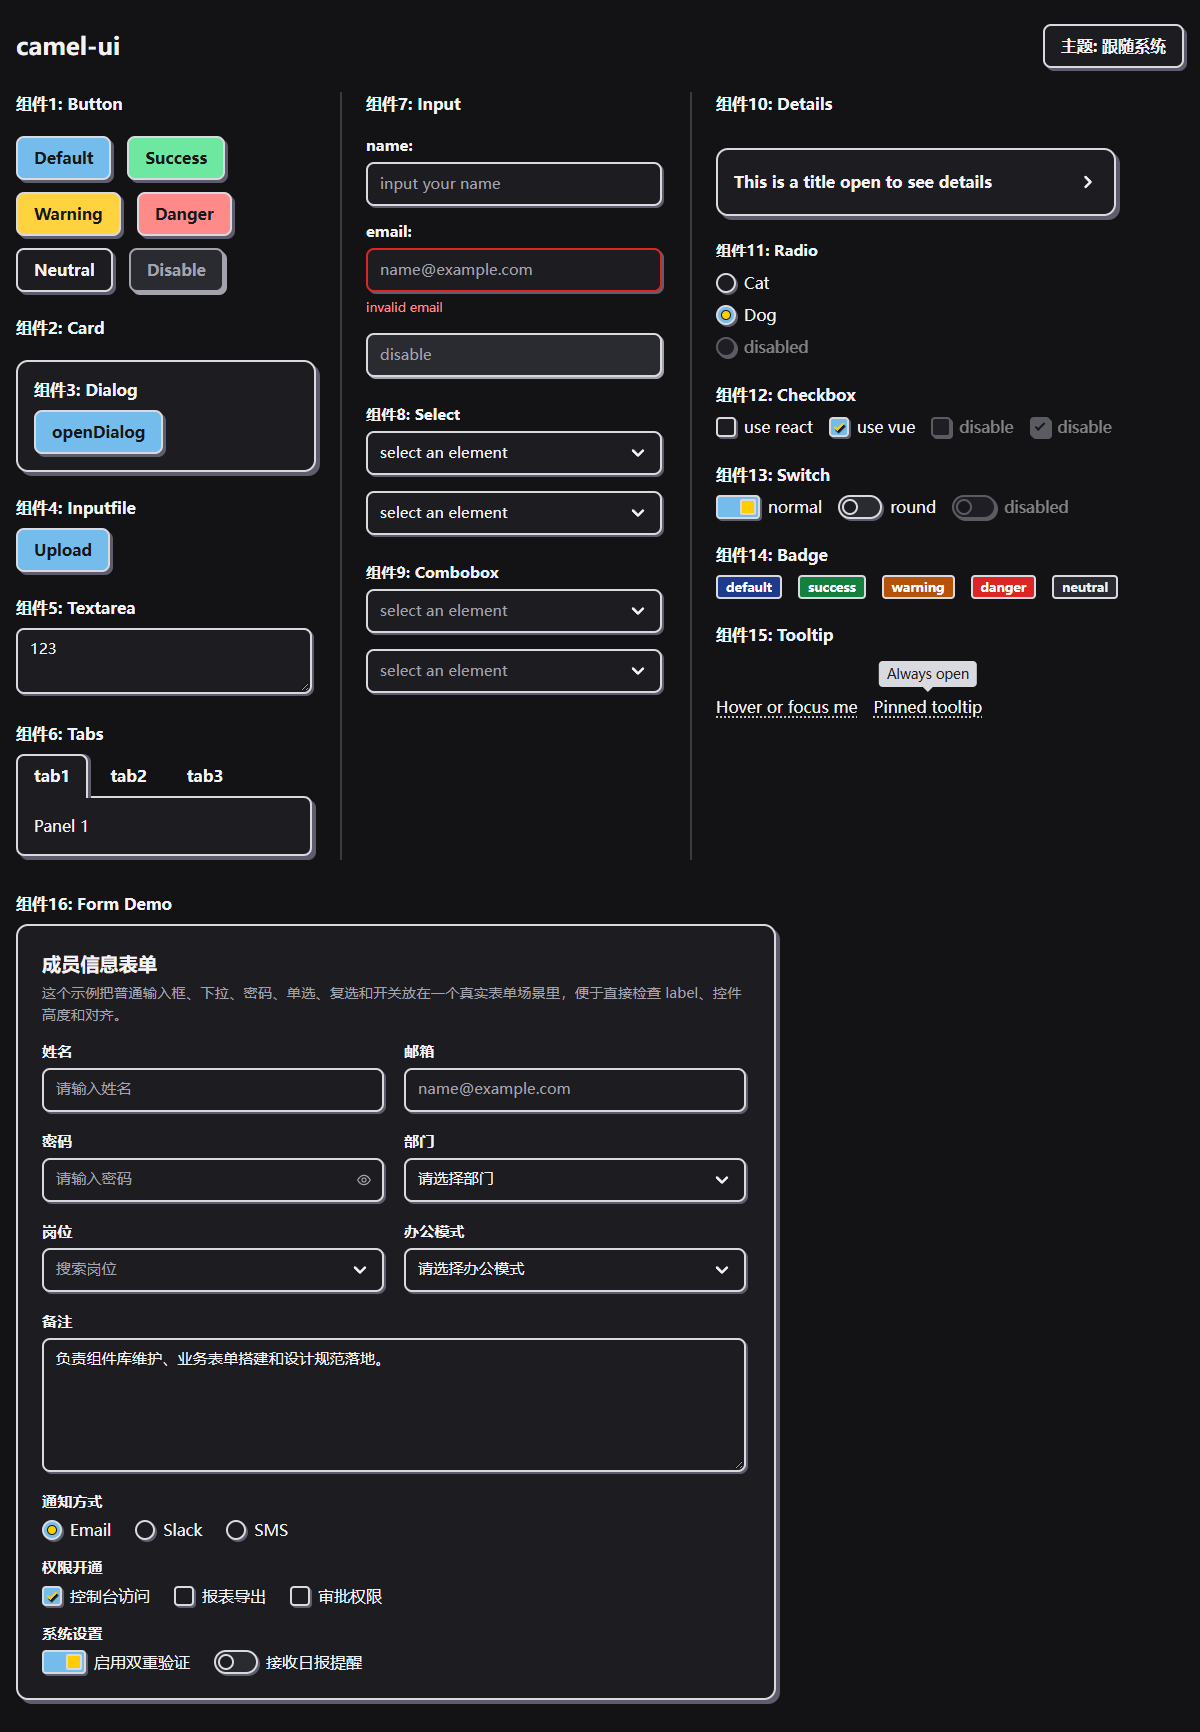 camel-ui
主题: 跟随系统
组件1: Button
Default
Success
Warning
Danger
Neutral
Disable
组件2: Card
组件3: Dialog
openDialog
组件4: Inputfile
Upload
组件5: Textarea
123
组件6: Tabs
tab1
tab2
tab3
Panel 1
组件7: Input
name:
input your name
email:
name@example.com
invalid email
disable
组件8: Select
select an element
select an element
组件9: Combobox
select an element
select an element
组件10: Details
This is a title open to see details
组件11: Radio
Cat
Dog
disabled
组件12: Checkbox
use react
use vue
disable
disable
组件13: Switch
normal
round
disabled
组件14: Badge
default
success
warning
danger
neutral
组件15: Tooltip
Always open
Hover or focus me
Pinned tooltip
组件16: Form Demo
成员信息表单
这个示例把普通输入框、下拉、密码、单选、复选和开关放在一个真实表单场景里，便于直接检查 label、控件
高度和对齐。
姓名
请输入姓名
邮箱
name@example.com
密码
请输入密码
部门
请选择部门
岗位
搜索岗位
办公模式
请选择办公模式
备注
负责组件库维护、业务表单搭建和设计规范落地。
通知方式
Email
Slack
SMS
权限开通
控制台访问
报表导出
审批权限
系统设置
启用双重验证
接收日报提醒